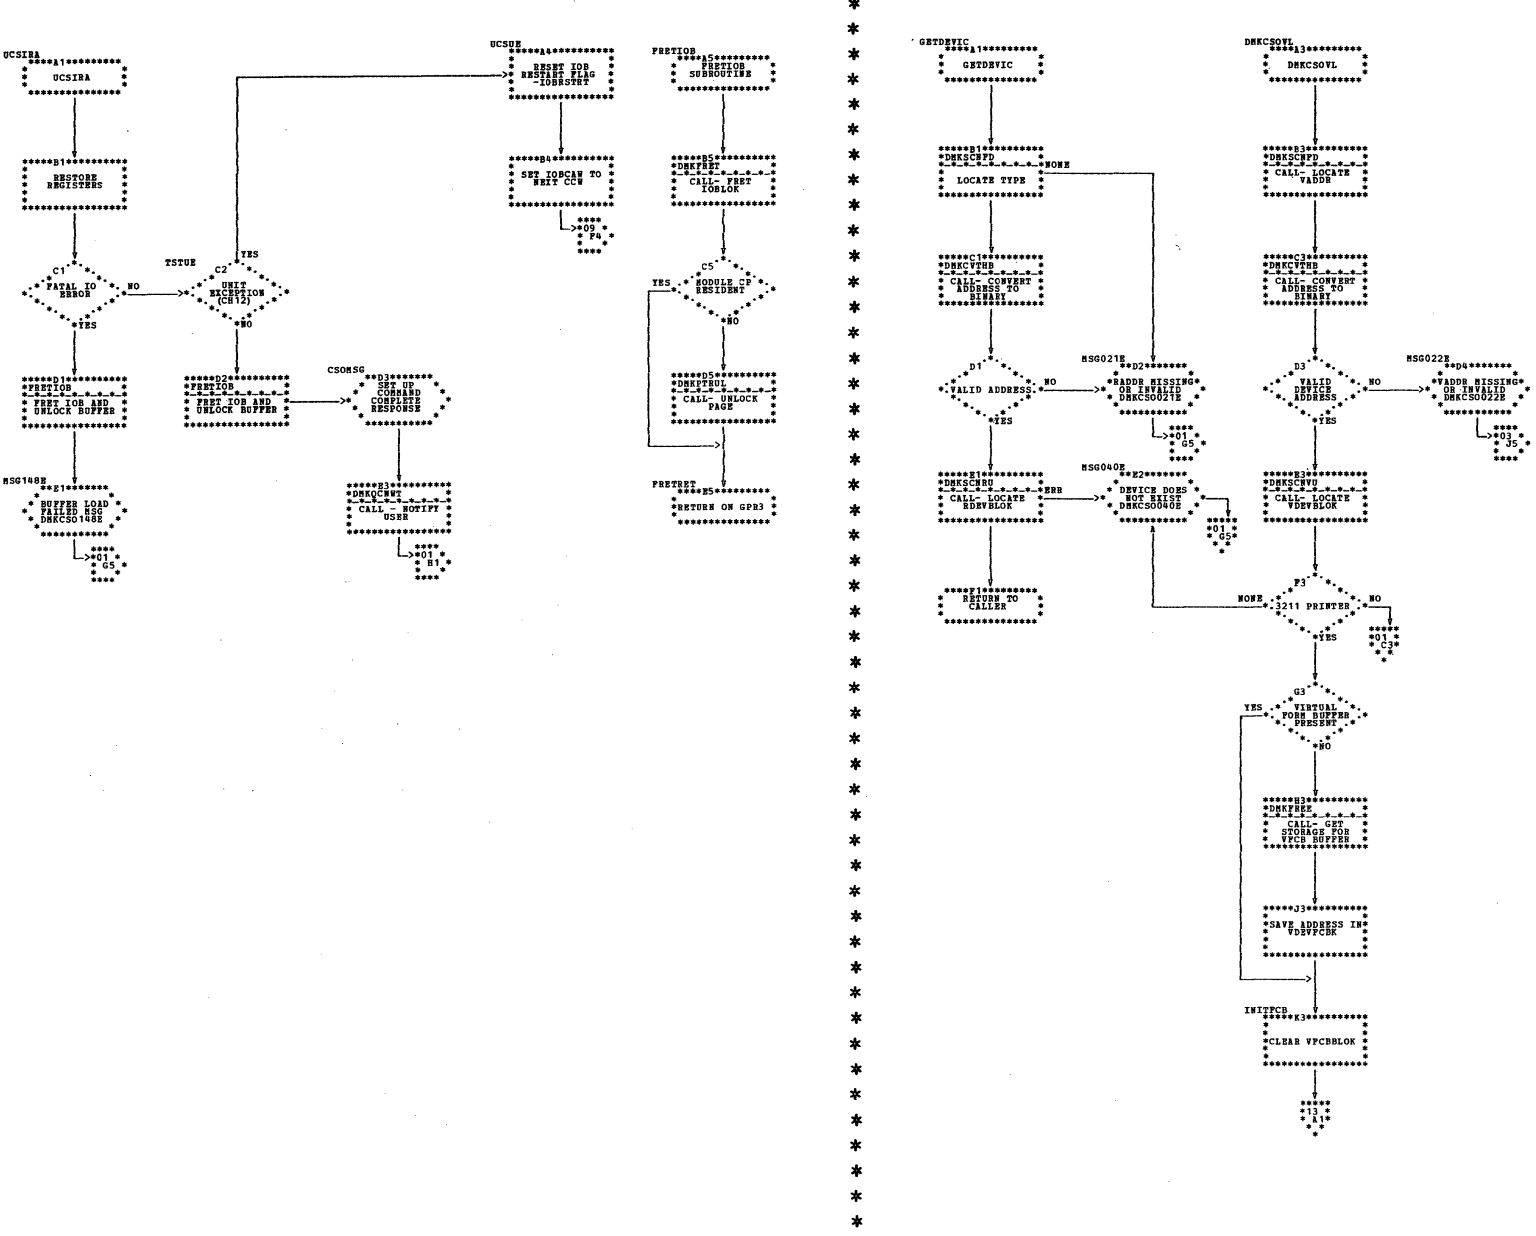 UCSIRA
A1
UCSIRA
B1
RESTORE
REGISTERS
C1
FATAL IO
ERROR
NO
YES
D1
FRETIOB
FRET IOB AND
UNLOCK BUFFER
MSG148E
E1
BUFFER LOAD
FAILED MSG
DMKCSO148E
01
G5
TSTUE
C2
YES
UNIT
EXCEPTION
(CH12)
NO
D2
FRETIOB
FRET IOB AND
UNLOCK BUFFER
CSOMSG
D3
SET UP
COMMAND
COMPLETE
RESPONSE
E3
DMKQCNWT
CALL - NOTIFY
USER
01
H1
UCSUE
A4
RESET IOB
RESTART FLAG
-IOBRSTRT
B4
SET IOBCAW TO
NEXT CCW
09
F4
FRETIOB
A5
FRETIOB
SUBROUTINE
B5
DMKFRET
CALL- FRET
IOBLOK
C5
YES
MODULE CP
RESIDENT
NO
D5
DMKPTRUL
CALL- UNLOCK
PAGE
FRETRET
E5
RETURN ON GPR3
GETDEVIC
A1
GETDEVIC
B1
DMKSCNFD
NONE
LOCATE TYPE
C1
DMKCVTHB
CALL- CONVERT
ADDRESS TO
BINARY
D1
VALID ADDRESS
NO
YES
MSG021E
D2
RADDR MISSING
OR INVALID
DMKCSO021E
01
G5
E1
DMKSCNRU
ERR
CALL- LOCATE
RDEVBLOK
MSG040E
E2
DEVICE DOES
NOT EXIST
DMKCSO040E
01
G5
F1
RETURN TO
CALLER
DMKCSOVL
A3
DMKCSOVL
B3
DMKSCNFD
CALL- LOCATE
VADDR
C3
DMKCVTHB
CALL- CONVERT
ADDRESS TO
BINARY
D3
VALID
DEVICE
ADDRESS
NO
YES
MSG022E
D4
VADDR MISSING
OR INVALID
DMKCSO022E
03
J5
E3
DMKSCNVU
CALL- LOCATE
VDEVBLOK
F3
NONE
3211 PRINTER
NO
YES
01
C3
G3
YES
VIRTUAL
FORM BUFFER
PRESENT
NO
H3
DMKFREE
CALL- GET
STORAGE FOR
VFCB BUFFER
J3
SAVE ADDRESS IN
VDEVFCBK
INITFCB
K3
CLEAR VFCBBLOK
13
A1